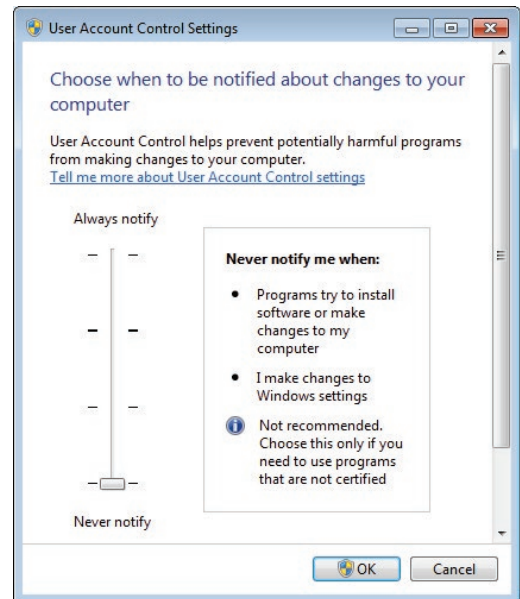 User Account Control Settings
Choose when to be notified about changes to your
computer
User Account Control helps prevent potentially harmful programs
from making changes to your computer.
Tell me more about User Account Control settings
Always notify
Never notify me when:
• Programs try to install
software or make
changes to my
computer
• I make changes to
Windows settings
Not recommended.
Choose this only if you
need to use programs
that are not certified
Never notify
OK Cancel